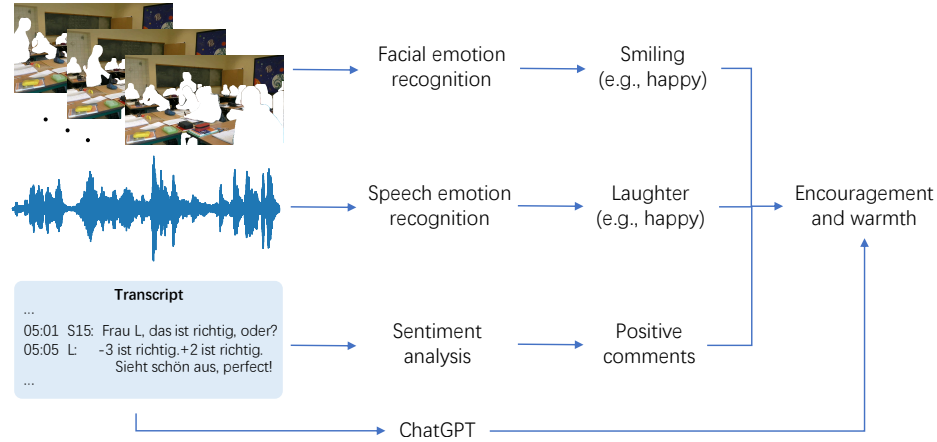 Facial emotion
recognition
Smiling
(e.g., happy)
Speech emotion
recognition
Laughter
(e.g., happy)
Encouragement
and warmth
Transcript
...
05:01 S15: Frau L, das ist richtig, oder?
05:05 L: -3 ist richtig.+2 ist richtig.
Sieht schön aus, perfect!
...
Sentiment
analysis
Positive
comments
ChatGPT